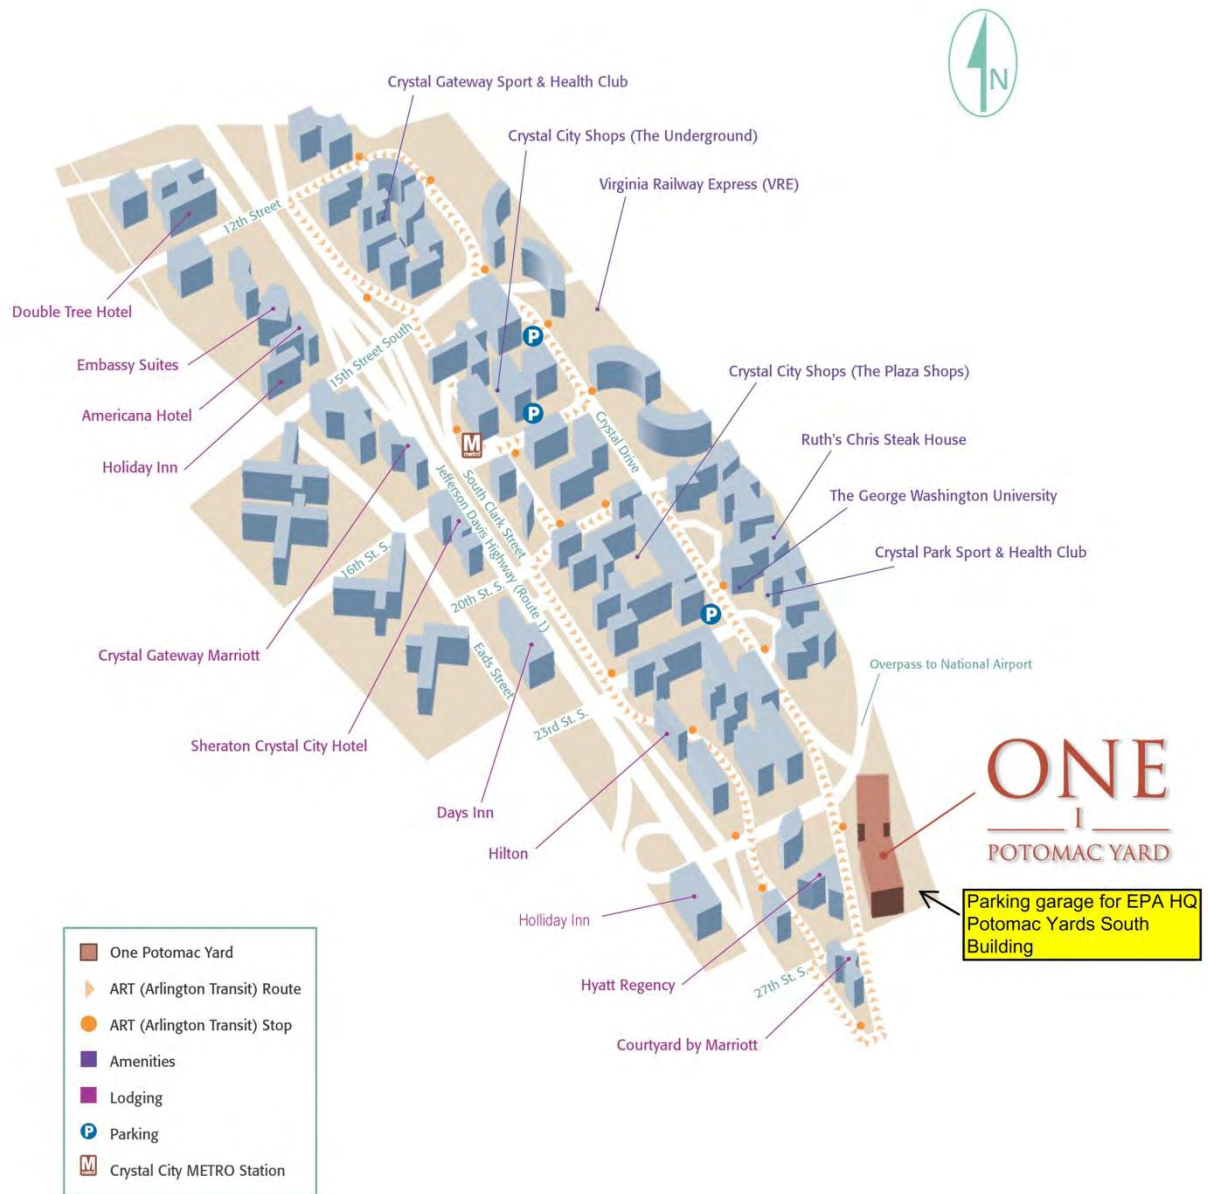 N
Crystal Gateway Sport & Health Club
Crystal City Shops (The Underground)
Virginia Railway Express (VRE)
12th Street
Double Tree Hotel
Embassy Suites
15th Street South
P
Crystal City Shops (The Plaza Shops)
Americana Hotel
P
Crystal Drive
Ruth's Chris Steak House
M
metro
Holiday Inn
The George Washington University
South Clark Street
Jefferson Davis Highway (Route 1)
Crystal Park Sport & Health Club
16th St. S.
20th St. S.
P
Crystal Gateway Marriott
Eads Street
Overpass to National Airport
23rd St. S.
Sheraton Crystal City Hotel
ONE
I
POTOMAC YARD
Days Inn
Hilton
Parking garage for EPA HQ
Potomac Yards South
Building
Holliday Inn
Hyatt Regency
27th St. S.
Courtyard by Marriott
One Potomac Yard
ART (Arlington Transit) Route
ART (Arlington Transit) Stop
Amenities
Lodging
P Parking
M Crystal City METRO Station